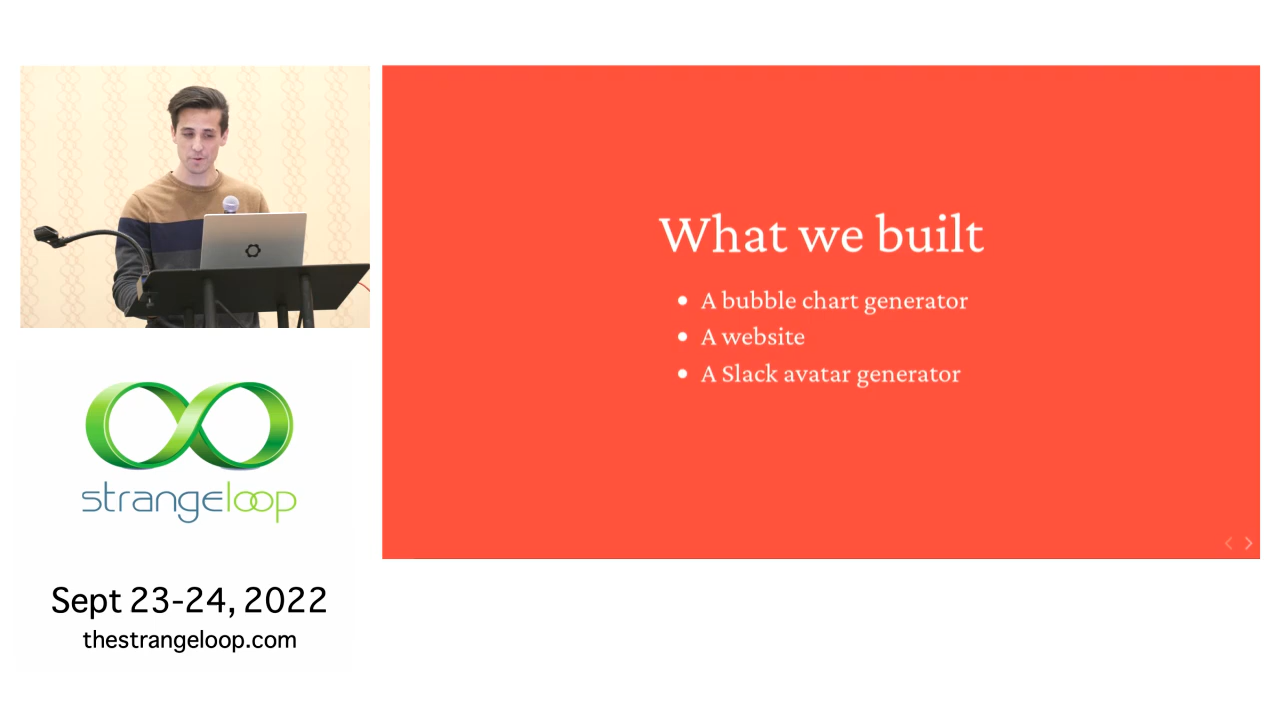 What we built
A bubble chart generator
A website
A Slack avatar generator
strangeloop
Sept 23-24, 2022
thestrangeloop.com